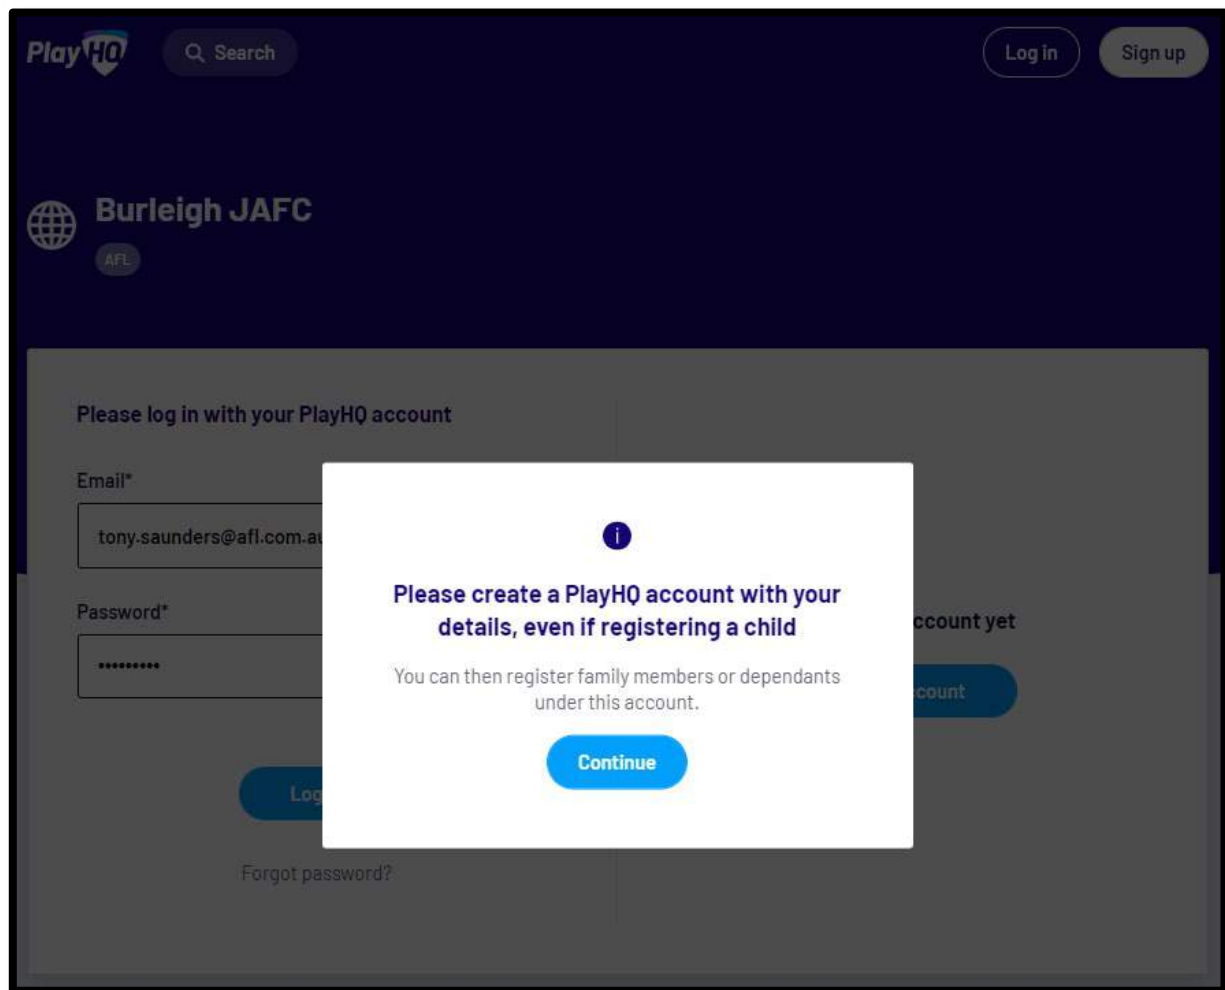 PlayHQ
Search
Log in
Sign up
Burleigh JAFC
AFL
Please log in with your PlayHQ account
Email*
tony.saunders@afl.com.au
Password*
Log
Forgot password?
ccount yet
ccount
i
Please create a PlayHQ account with your
details, even if registering a child
You can then register family members or dependants
under this account.
Continue